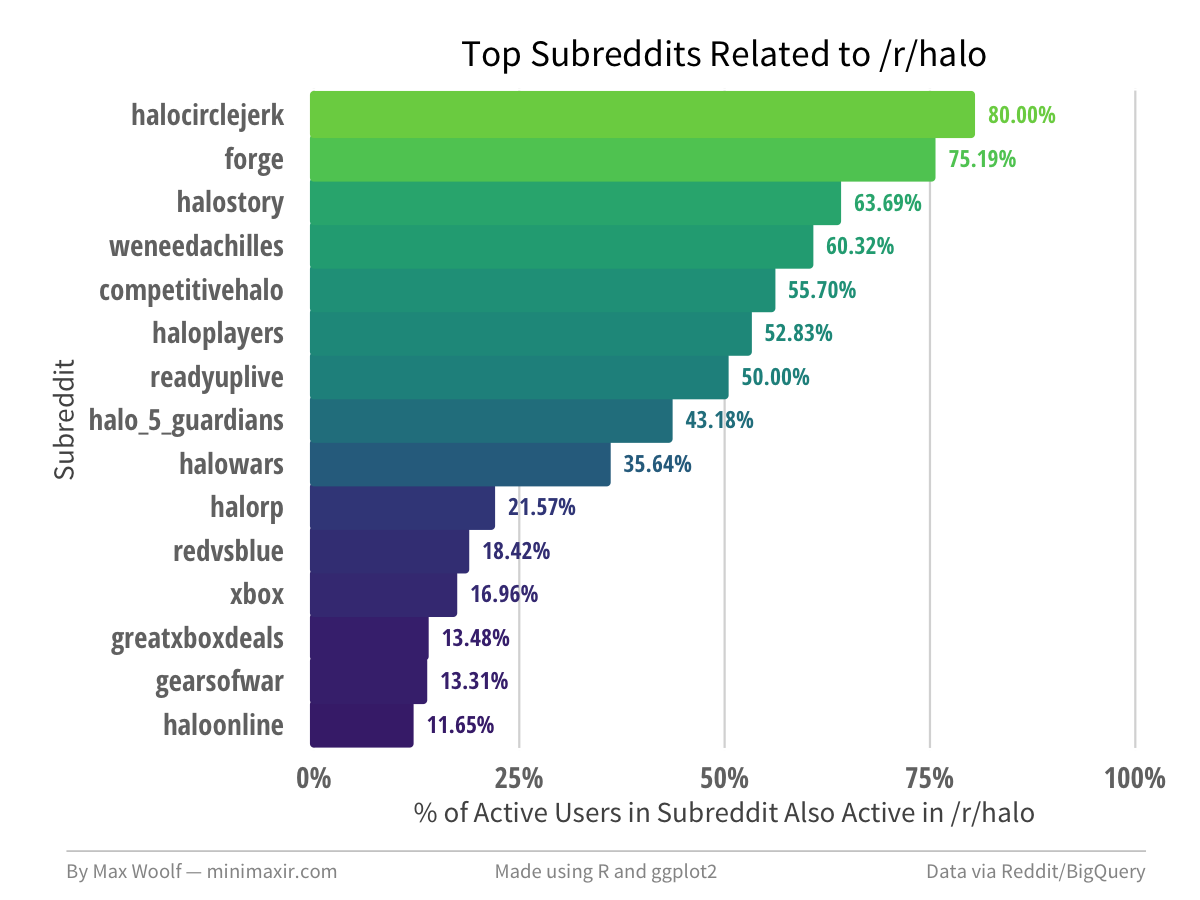 Top Subreddits Related to /r/halo
Subreddit
halocirclejerk 80.00%
forge 75.19%
halostory 63.69%
weneedachilles 60.32%
competitivehalo 55.70%
haloplayers 52.83%
readyuplive 50.00%
halo_5_guardians 43.18%
halowars 35.64%
halorp 21.57%
redvsblue 18.42%
xbox 16.96%
greatxboxdeals 13.48%
gearsofwar 13.31%
haloonline 11.65%
0% 25% 50% 75% 100%
% of Active Users in Subreddit Also Active in /r/halo
By Max Woolf — minimaxir.com Made using R and ggplot2 Data via Reddit/BigQuery